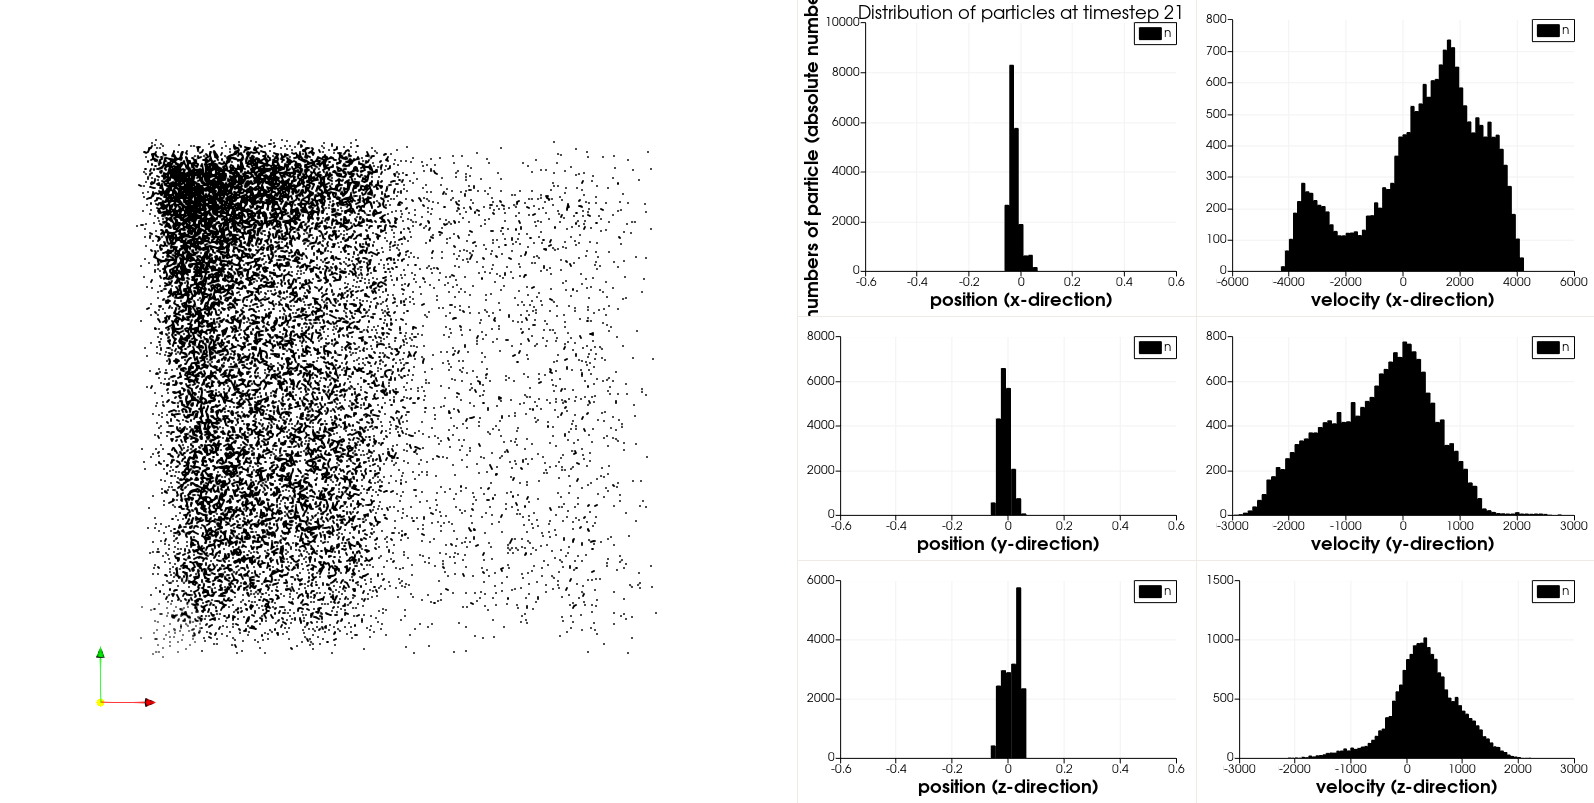 Distribution of particles at timestep 21
numbers of particle (absolute numbe
10000
8000
6000
4000
2000
0
-0.6 -0.4 -0.2 0 0.2 0.4 0.6
position (x-direction)
n
800
700
600
500
400
300
200
100
0
-6000 -4000 -2000 0 2000 4000 6000
velocity (x-direction)
n
8000
6000
4000
2000
0
-0.6 -0.4 -0.2 0 0.2 0.4 0.6
position (y-direction)
n
800
600
400
200
0
-3000 -2000 -1000 0 1000 2000 3000
velocity (y-direction)
n
6000
4000
2000
0
-0.6 -0.4 -0.2 0 0.2 0.4 0.6
position (z-direction)
n
1500
1000
500
0
-3000 -2000 -1000 0 1000 2000 3000
velocity (z-direction)
n